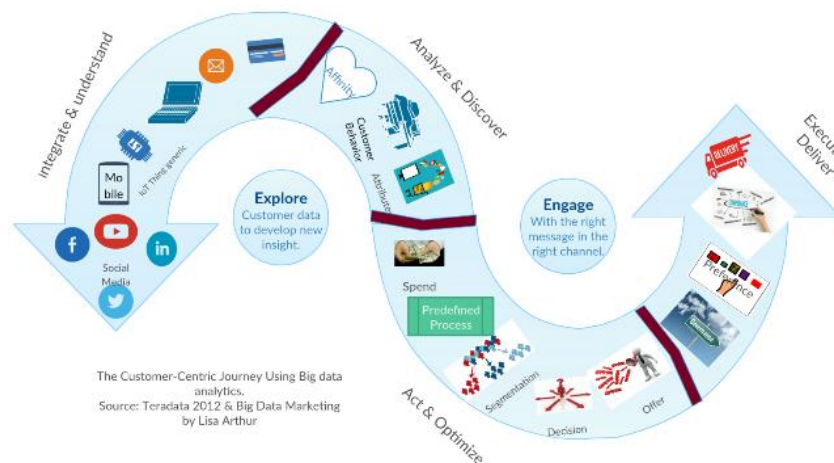 Integrate & understand
Analyze & Discover
Affinity
Customer
Behavior
Attribute
IoT Thing generic
Mo
bile
Social
Media
Explore
Customer data
to develop new
insight.
Engage
With the right
message in the
right channel.
Execut
Deliver
DELIVERY
Preference
Spend
Predefined
Process
Segmentation
Decision
Offer
Act & Optimize
The Customer-Centric Journey Using Big data
analytics.
Source: Teradata 2012 & Big Data Marketing
by Lisa Arthur